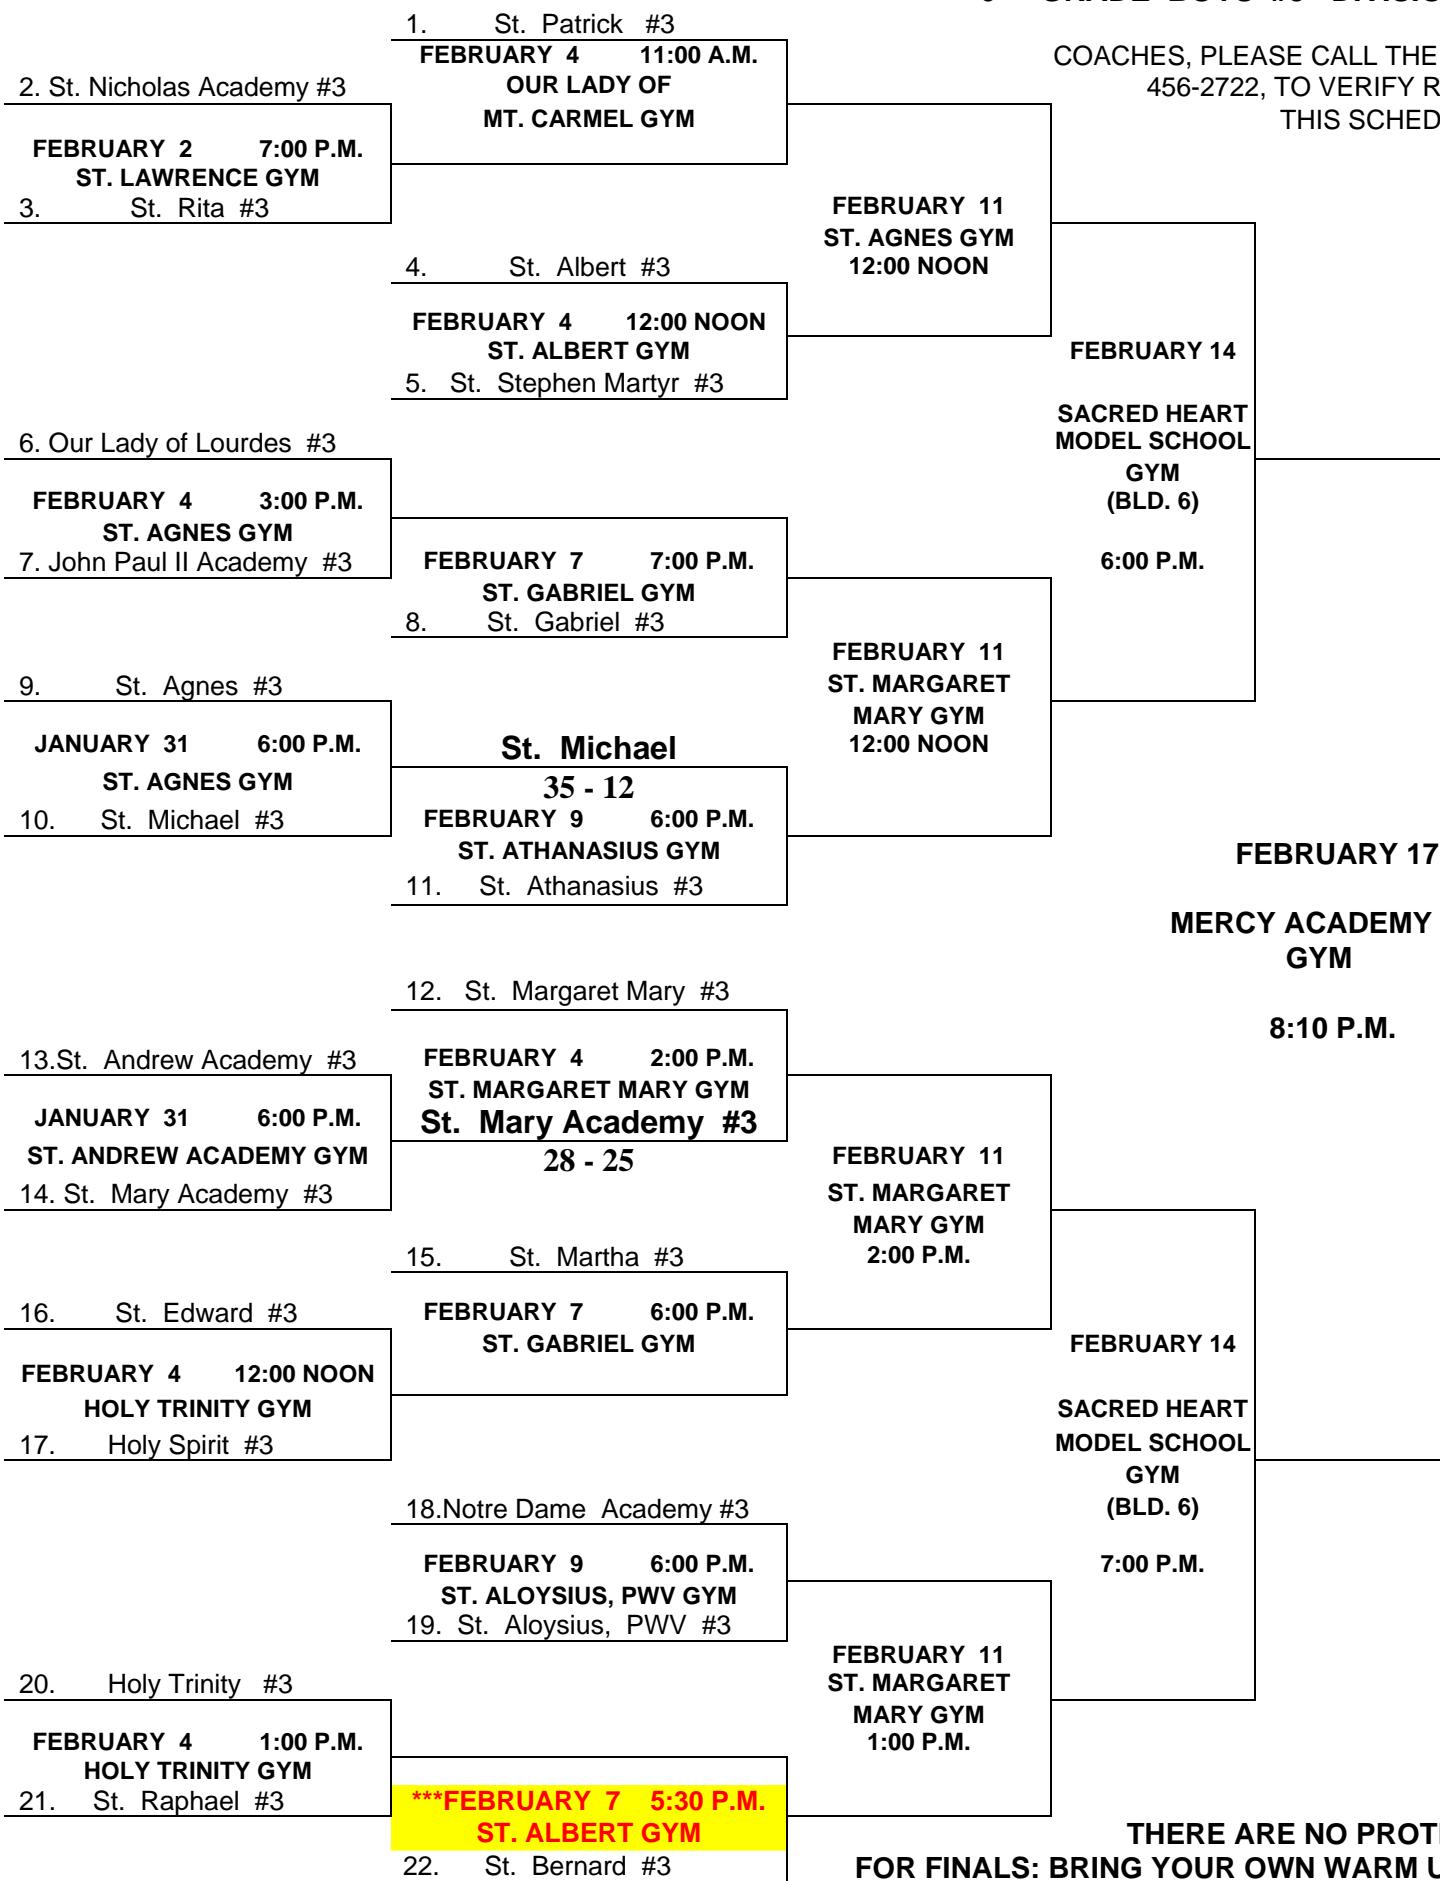 1. St. Patrick #3
FEBRUARY 4 11:00 A.M.
OUR LADY OF
MT. CARMEL GYM
COACHES, PLEASE CALL THE
456-2722, TO VERIFY R
THIS SCHED
2. St. Nicholas Academy #3
FEBRUARY 2 7:00 P.M.
ST. LAWRENCE GYM
3. St. Rita #3
FEBRUARY 11
ST. AGNES GYM
12:00 NOON
4. St. Albert #3
FEBRUARY 4 12:00 NOON
ST. ALBERT GYM
5. St. Stephen Martyr #3
FEBRUARY 14
SACRED HEART
MODEL SCHOOL
GYM
(BLD. 6)
6:00 P.M.
6. Our Lady of Lourdes #3
FEBRUARY 4 3:00 P.M.
ST. AGNES GYM
7. John Paul II Academy #3
FEBRUARY 7 7:00 P.M.
ST. GABRIEL GYM
8. St. Gabriel #3
FEBRUARY 11
ST. MARGARET
MARY GYM
12:00 NOON
9. St. Agnes #3
JANUARY 31 6:00 P.M.
ST. AGNES GYM
10. St. Michael #3
St. Michael
35 - 12
FEBRUARY 9 6:00 P.M.
ST. ATHANASIUS GYM
11. St. Athanasius #3
FEBRUARY 17
MERCY ACADEMY
GYM
8:10 P.M.
12. St. Margaret Mary #3
FEBRUARY 4 2:00 P.M.
ST. MARGARET MARY GYM
St. Mary Academy #3
28 - 25
13.St. Andrew Academy #3
JANUARY 31 6:00 P.M.
ST. ANDREW ACADEMY GYM
14. St. Mary Academy #3
FEBRUARY 11
ST. MARGARET
MARY GYM
2:00 P.M.
15. St. Martha #3
FEBRUARY 7 6:00 P.M.
ST. GABRIEL GYM
16. St. Edward #3
FEBRUARY 4 12:00 NOON
HOLY TRINITY GYM
17. Holy Spirit #3
FEBRUARY 14
SACRED HEART
MODEL SCHOOL
GYM
(BLD. 6)
7:00 P.M.
18.Notre Dame Academy #3
FEBRUARY 9 6:00 P.M.
ST. ALOYSIUS, PWV GYM
19. St. Aloysius, PWV #3
FEBRUARY 11
ST. MARGARET
MARY GYM
1:00 P.M.
20. Holy Trinity #3
FEBRUARY 4 1:00 P.M.
HOLY TRINITY GYM
21. St. Raphael #3
***FEBRUARY 7 5:30 P.M.
ST. ALBERT GYM
22. St. Bernard #3
THERE ARE NO PROT
FOR FINALS: BRING YOUR OWN WARM U